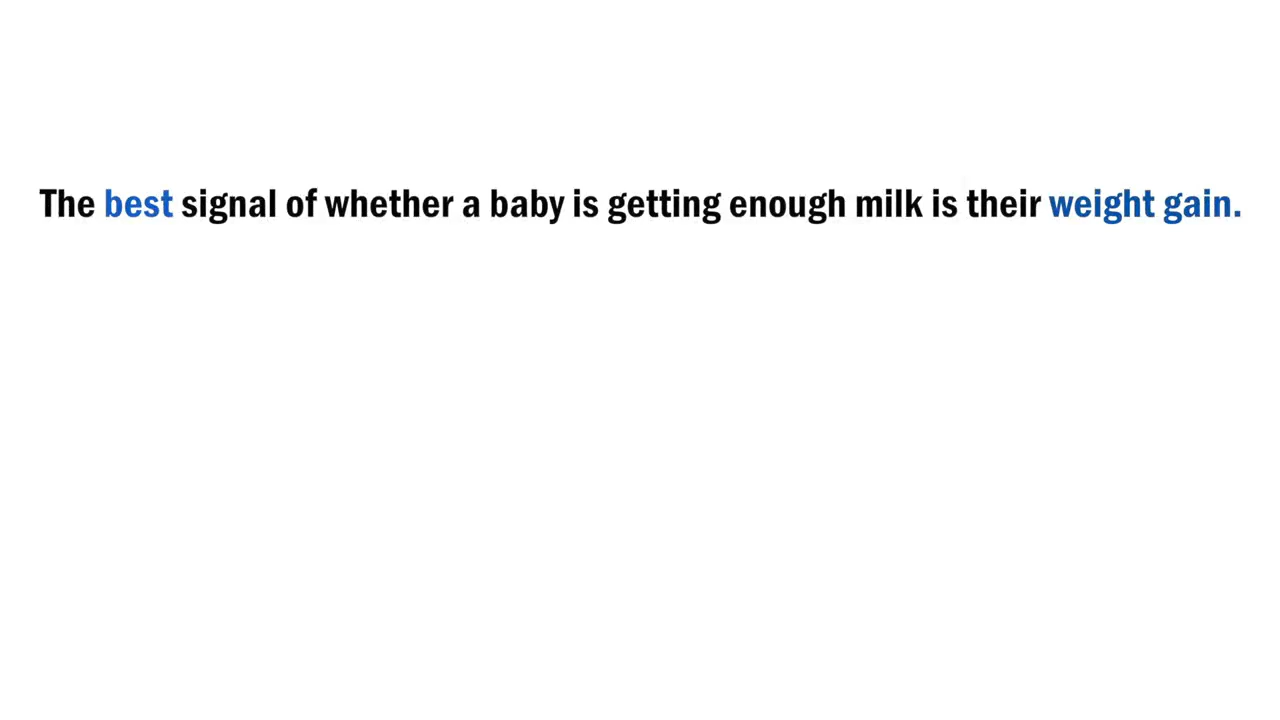 The best signal of whether a baby is getting enough milk is their weight gain.